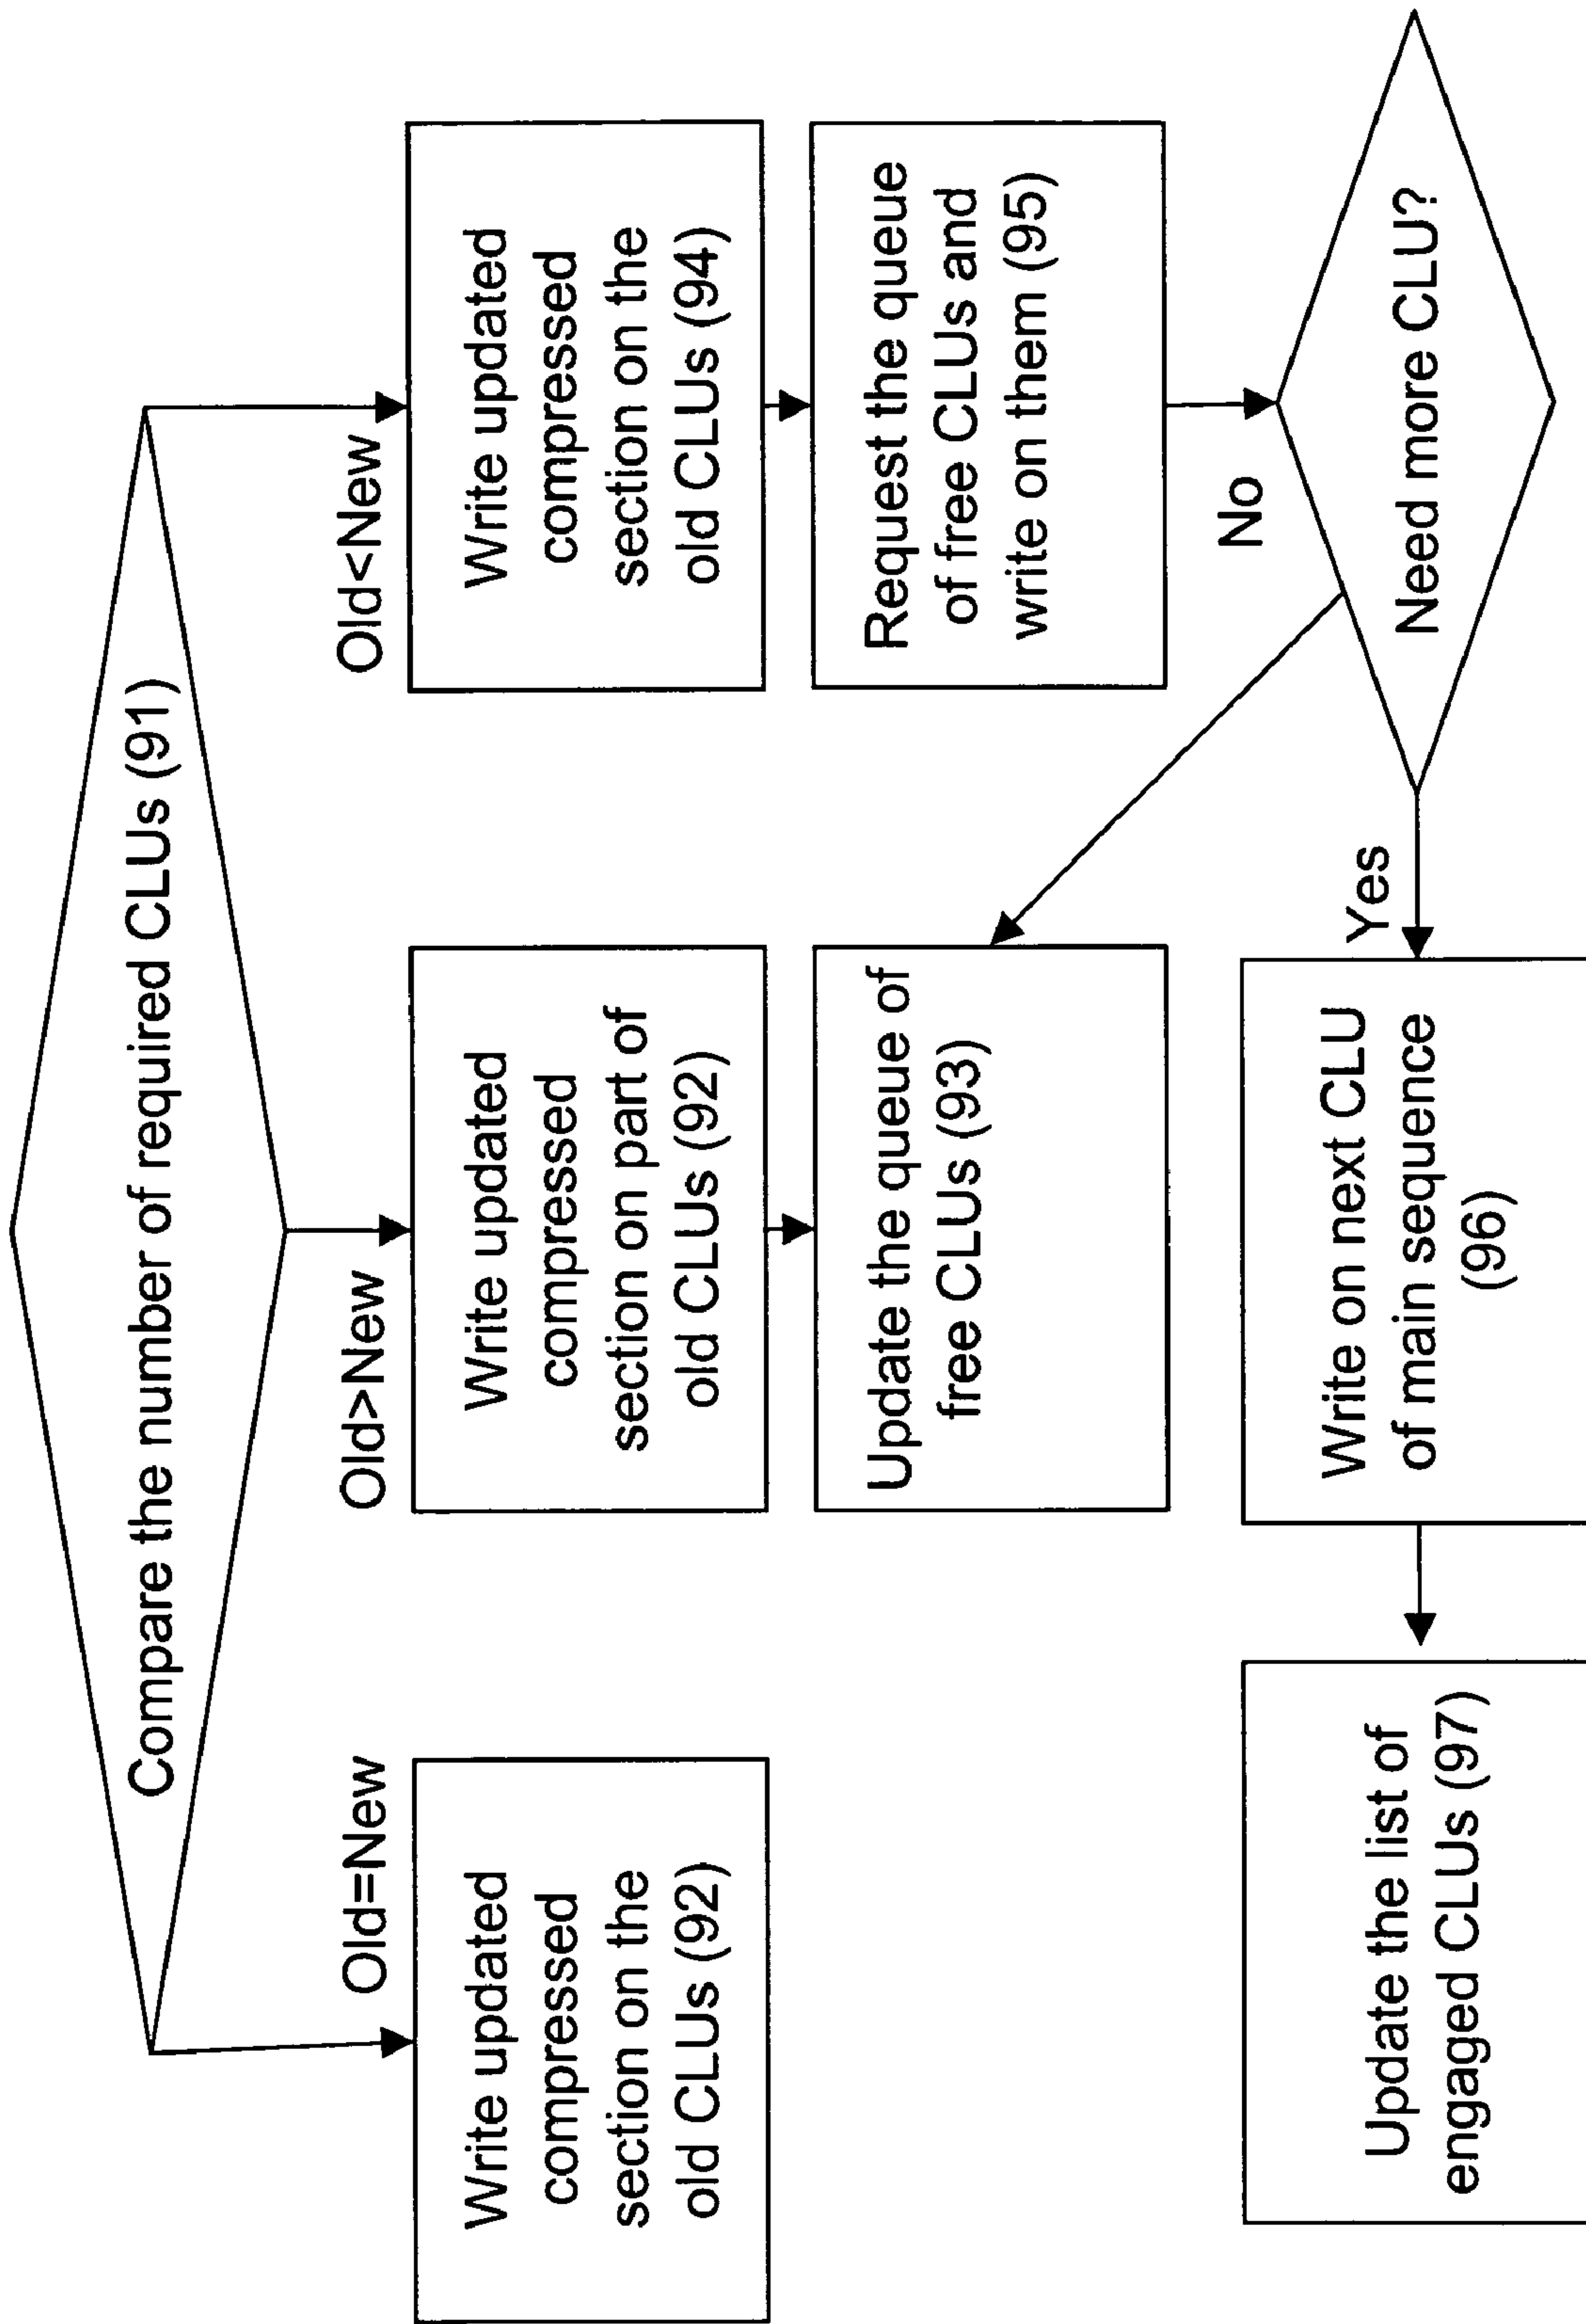 Compare the number of required CLUs (91)
Old=New
Old>New
Old<New
Write updated
compressed
section on the
old CLUs (92)
Write updated
compressed
section on part of
old CLUs (92)
Write updated
compressed
section on the
old CLUs (94)
Update the queue of
free CLUs (93)
Request the queue
of free CLUs and
write on them (95)
No
Need more CLU?
Yes
Write on next CLU
of main sequence
(96)
Update the list of
engaged CLUs (97)